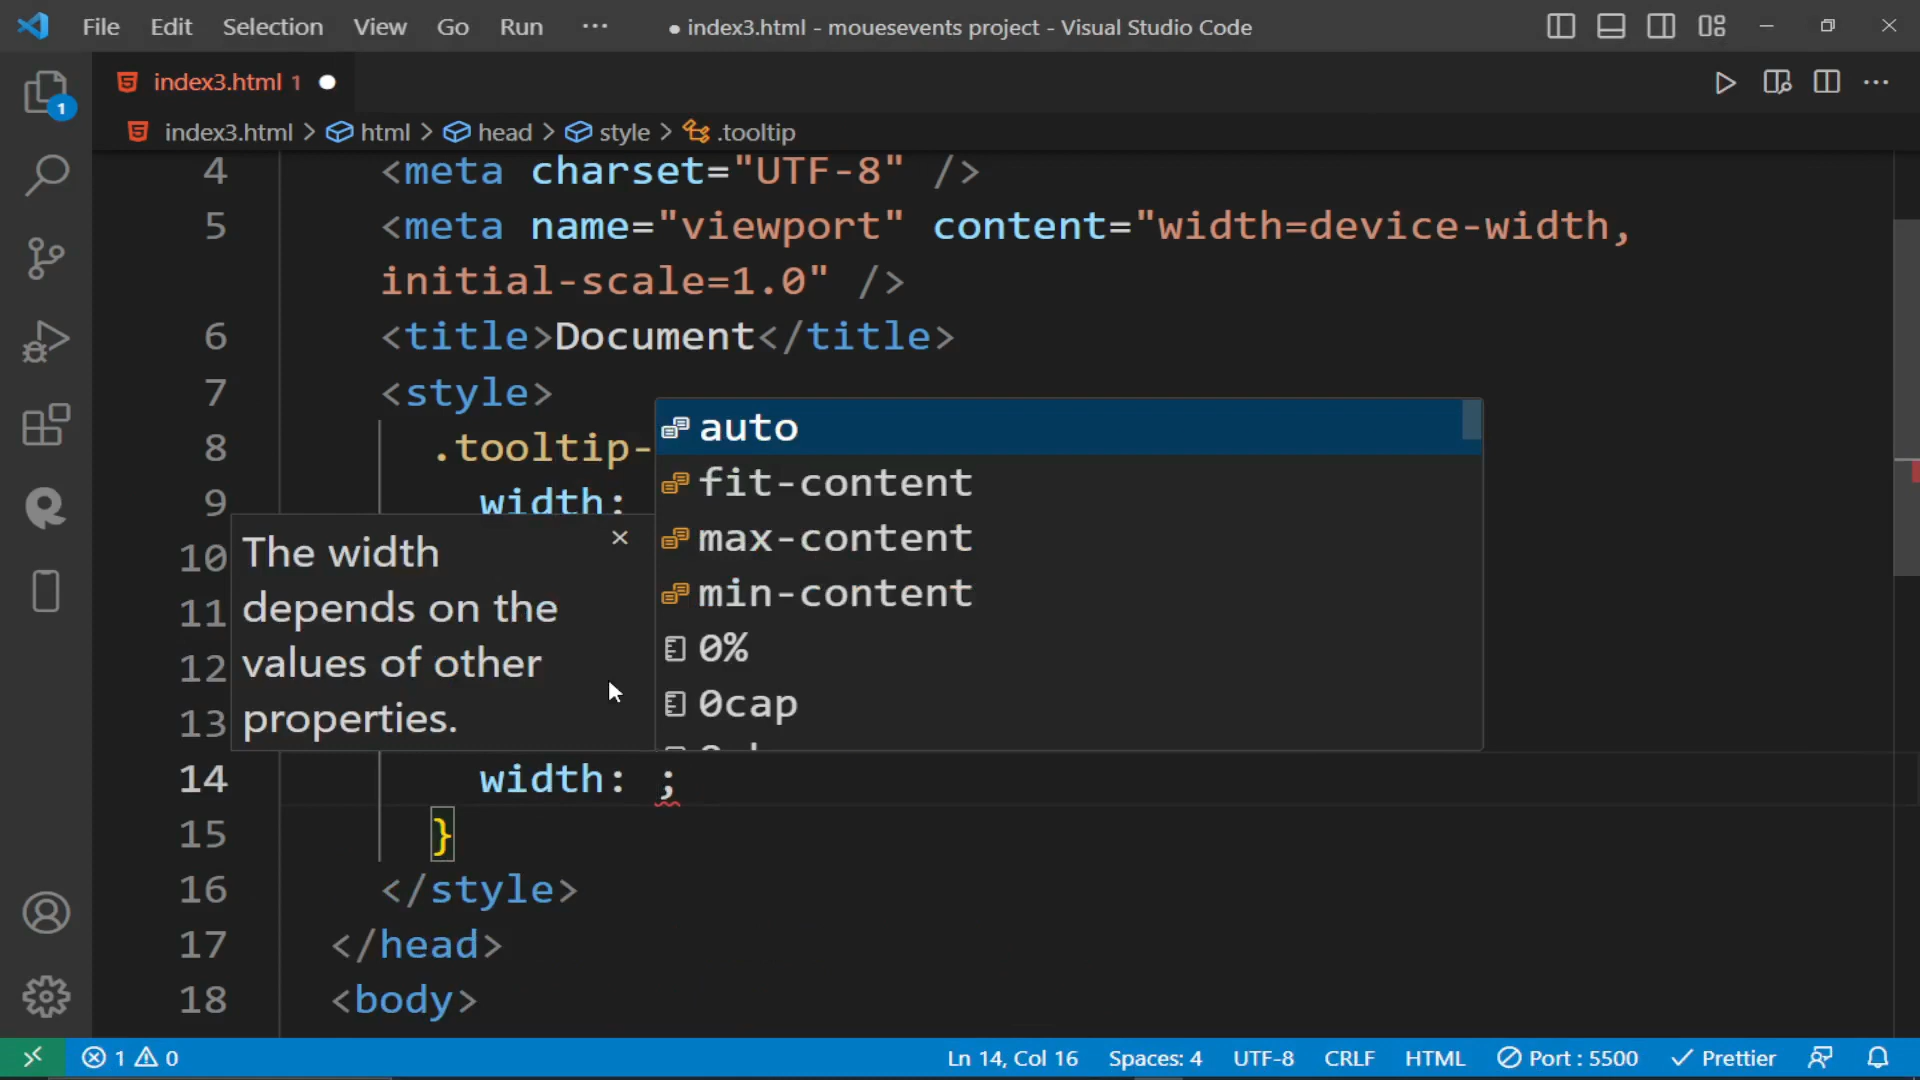 File Edit Selection View Go Run ··· ● index3.html - mouesevents project - Visual Studio Code
index3.html 1 ●
index3.html > html > head > style > .tooltip
4 <meta charset="UTF-8" />
5 <meta name="viewport" content="width=device-width,
initial-scale=1.0" />
6 <title>Document</title>
7 <style>
8 .tooltip-
9 width:
10
11
12
13
auto
fit-content
max-content
min-content
0%
0cap
The width
depends on the
values of other
properties.
14 width: ;
15 }
16 </style>
17 </head>
18 <body>
1
1 0 Ln 14, Col 16 Spaces: 4 UTF-8 CRLF HTML Port : 5500 Prettier